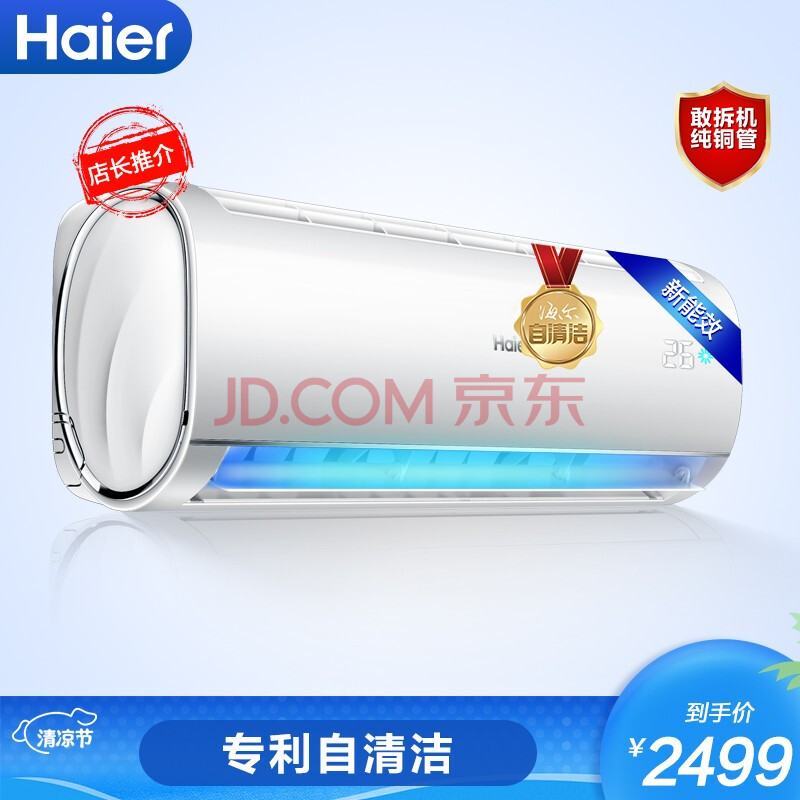 Haier
敢拆机
纯铜管
店长推介
新能效
海尔
自清洁
Haier
26
JD.COM 京东
清凉节
专利自清洁
到手价
¥2499